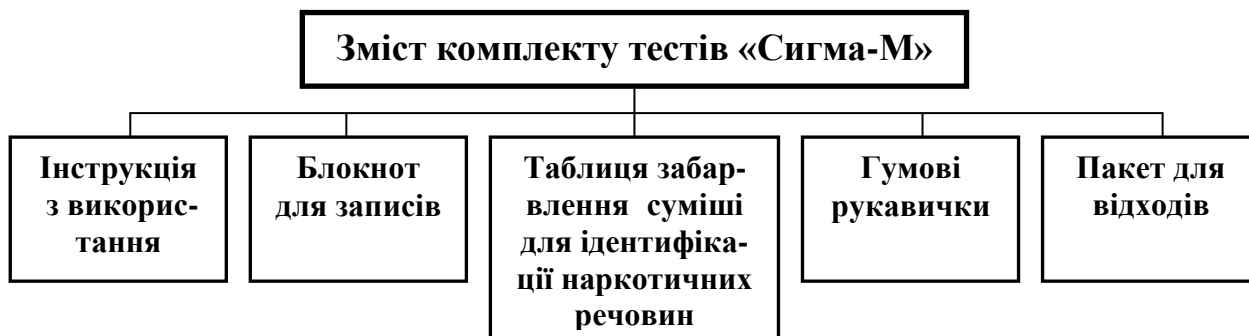 Зміст комплекту тестів «Сигма-М»
Інструкція
з викорис-
тання
Блокнот
для записів
Таблиця забар-
влення суміші
для ідентифіка-
ції наркотичних
речовин
Гумові
рукавички
Пакет для
відходів